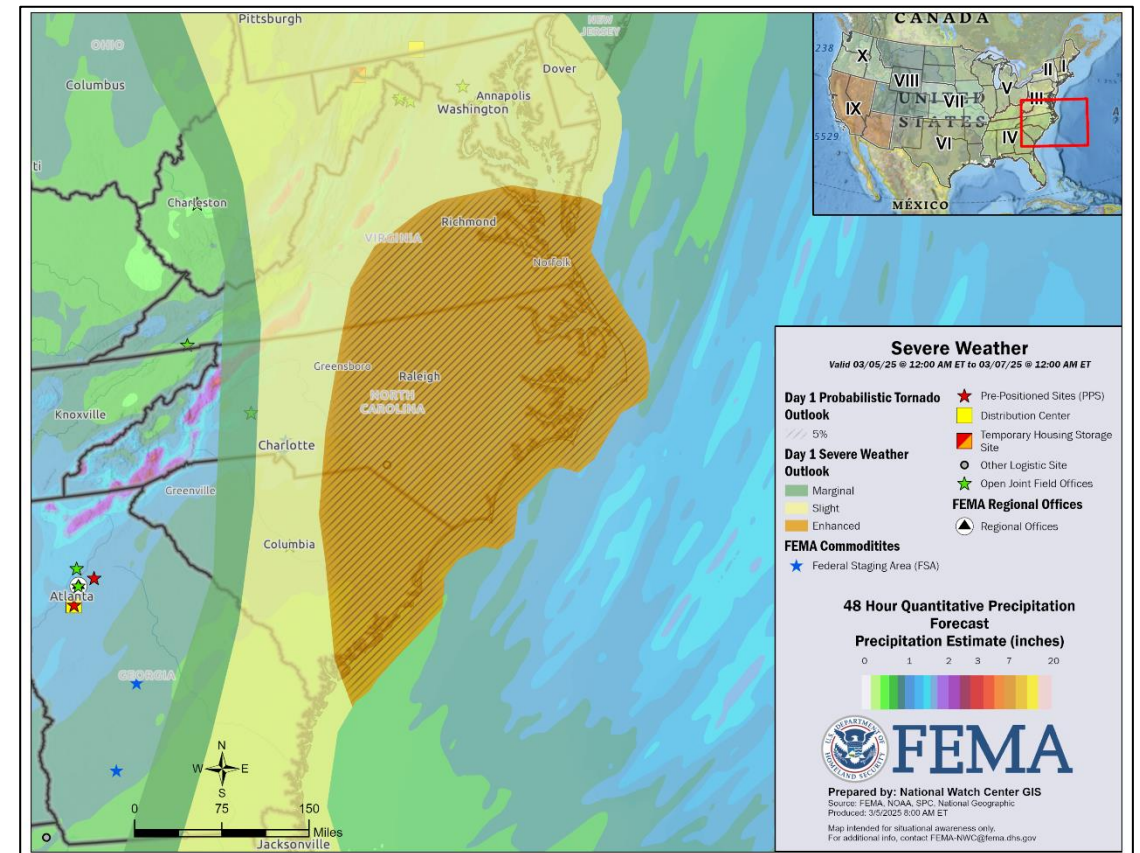 Pittsburgh
OHIO
NEW
JERSEY
Columbus
Dover
Annapolis
Washington
ti
Charleston
Richmond
VIRGINIA
Norfolk
Greensboro
Raleigh
NORTH
CAROLINA
Knoxville
Charlotte
Greenville
Columbia
Atlanta
GEORGIA
N
W E
S
0 75 150
Miles
Jacksonville
CANADA
238
X
VIII
V
II
I
III
UNITED
STATES
IX
VII
VI
IV
5529
A
MÉXICO
Severe Weather
Valid 03/05/25 @ 12:00 AM ET to 03/07/25 @ 12:00 AM ET
Day 1 Probabilistic Tornado
Outlook
5%
Day 1 Severe Weather
Outlook
Marginal
Slight
Enhanced
FEMA Commoditites
Federal Staging Area (FSA)
Pre-Positioned Sites (PPS)
Distribution Center
Temporary Housing Storage
Site
Other Logistic Site
Open Joint Field Offices
FEMA Regional Offices
Regional Offices
48 Hour Quantitative Precipitation
Forecast
Precipitation Estimate (inches)
0 1 2 3 7 20
U.S. DEPARTMENT OF
HOMELAND SECURITY
FEMA
Prepared by: National Watch Center GIS
Source: FEMA, NOAA, SPC, National Geographic
Produced: 3/5/2025 8:00 AM ET
Map intended for situational awareness only.
For additional info, contact FEMA-NWC@fema.dhs.gov